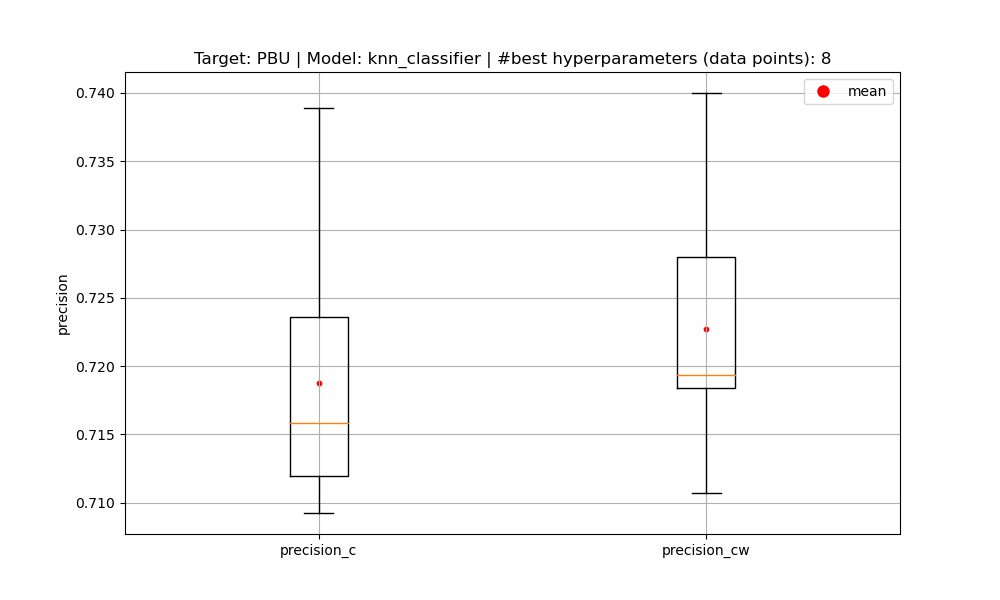 Target: PBU | Model: knn_classifier | #best hyperparameters (data points): 8
mean
0.740
0.735
0.730
0.725
0.720
0.715
0.710
precision
precision_c
precision_cw